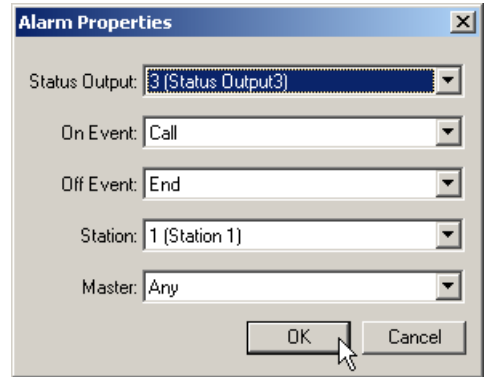 Alarm Properties
Status Output: 3 (Status Output3)
On Event: Call
Off Event: End
Station: 1 (Station 1)
Master: Any
OK Cancel